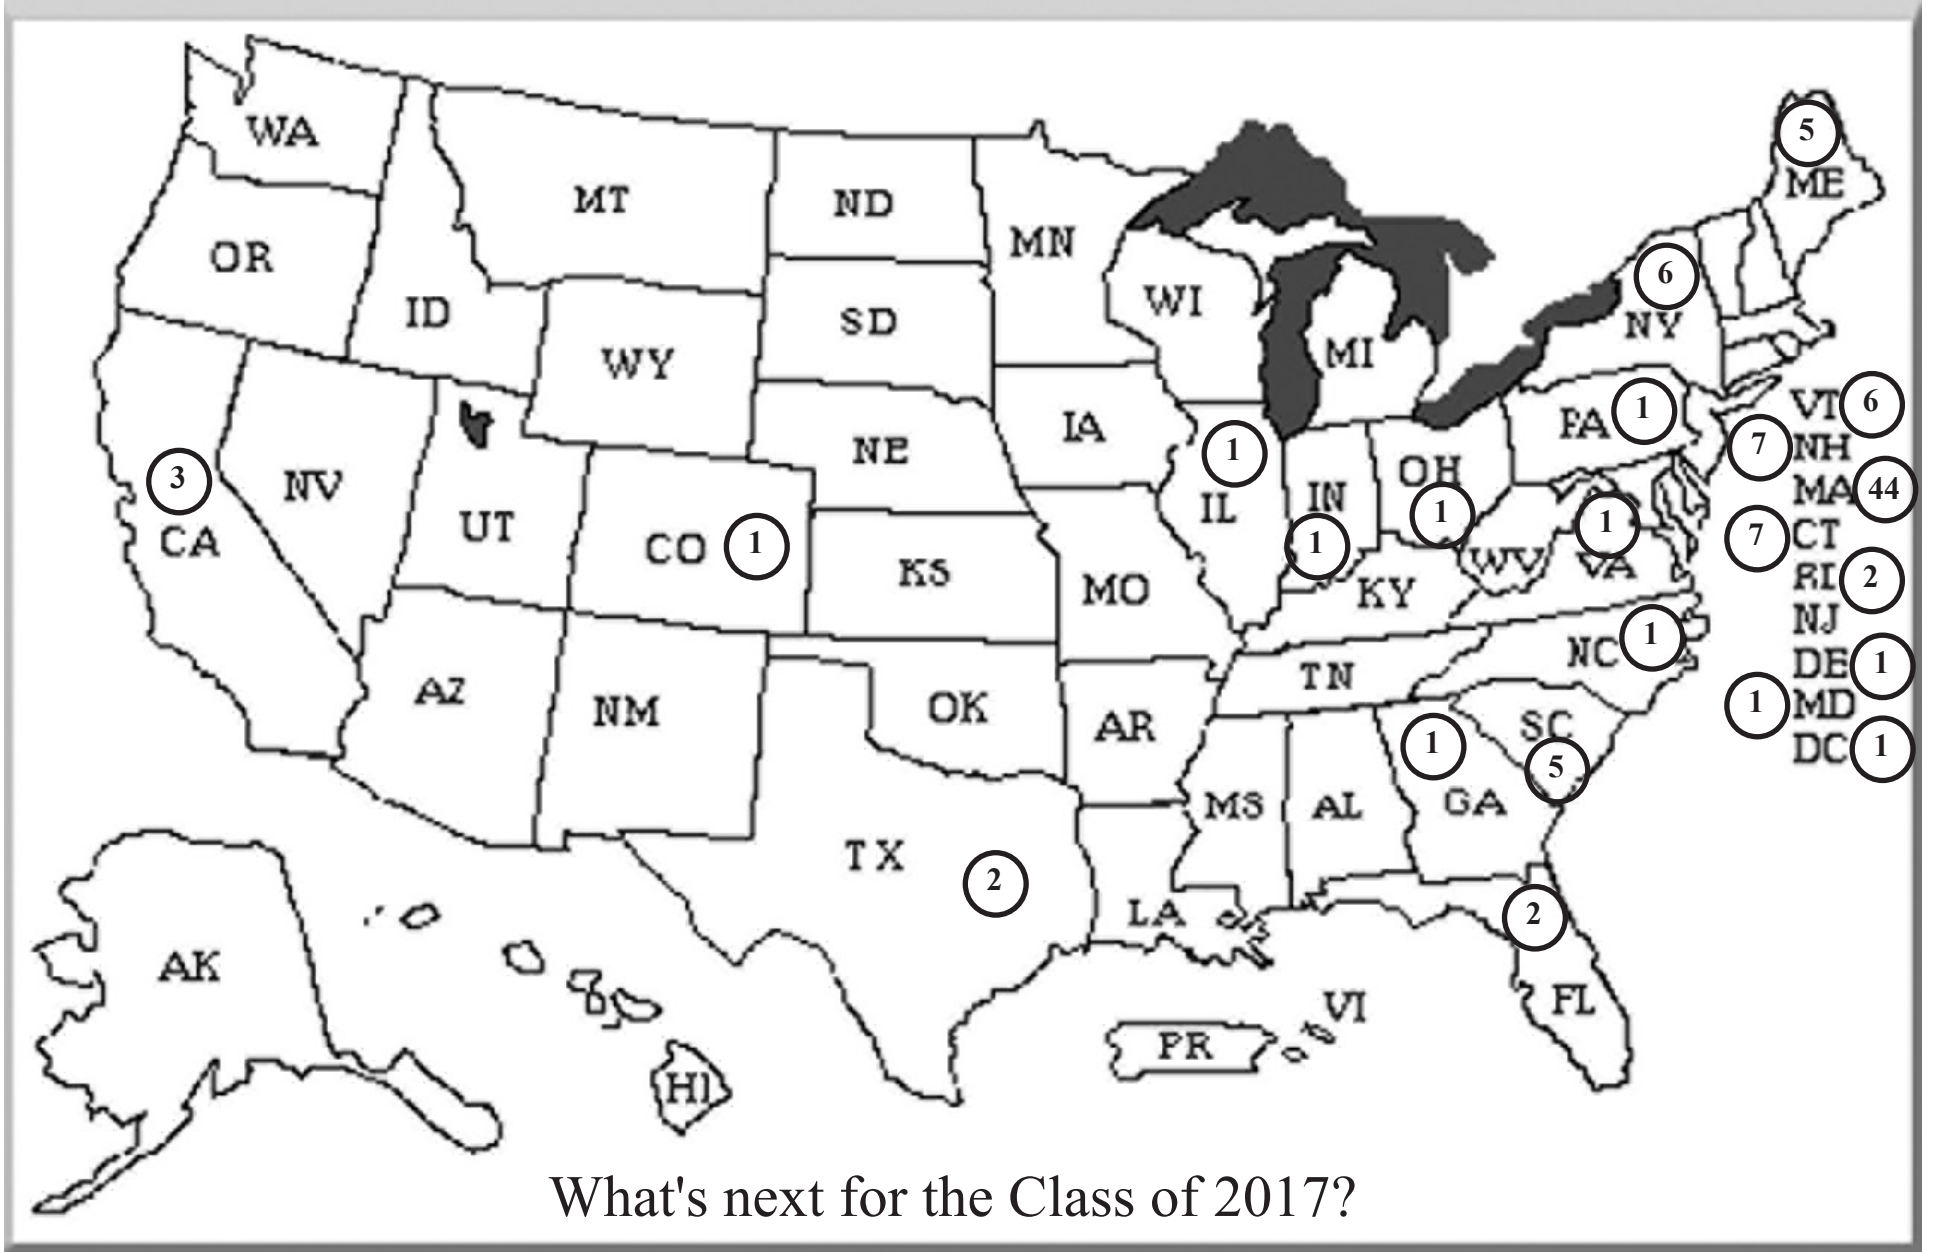 WA
MT
ND
MN
5
ME
OR
ID
SD
WI
MI
6
NY
WY
NE
IA
1
IL
IN
1
OH
1
PA
1
VT 6
7 NH
MA 44
7 CT
RI 2
NJ
DE 1
1 MD
DC 1
3
CA
NV
UT
CO 1
KS
MO
KY
WV
1
VA
AZ
NM
OK
AR
TN
NC 1
SC
5
1
GA
MS
AL
TX
2
LA
2
FL
AK
HI
PR
VI
What's next for the Class of 2017?